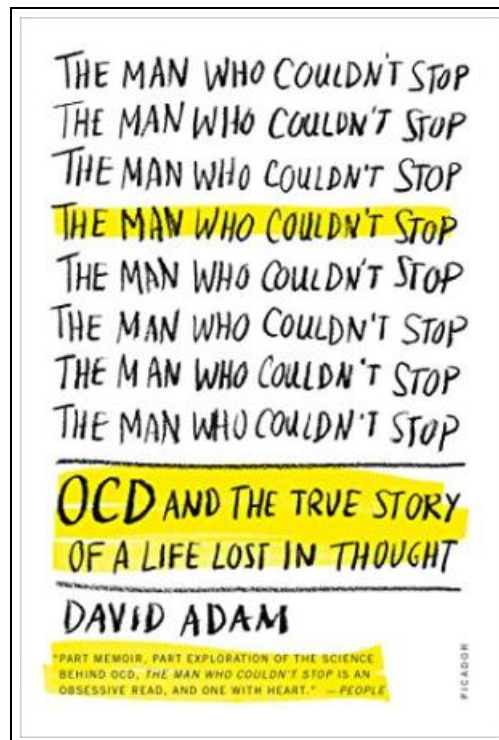 THE MAN WHO COULDN'T STOP
THE MAN WHO COULDN'T STOP
THE MAN WHO COULDN'T STOP
THE MAN WHO COULDN'T STOP
THE MAN WHO COULDN'T STOP
THE MAN WHO COULDN'T STOP
THE MAN WHO COULDN'T STOP
THE MAN WHO COULDN'T STOP
OCD AND THE TRUE STORY
OF A LIFE LOST IN THOUGHT
DAVID ADAM
"PART MEMOIR, PART EXPLORATION OF THE SCIENCE
BEHIND OCD, THE MAN WHO COULDN'T STOP IS AN
OBSESSIVE READ, AND ONE WITH HEART." —PEOPLE
PICADOR